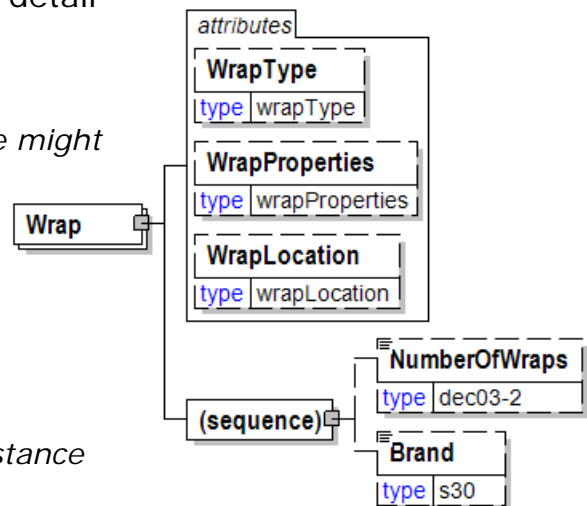 detail
attributes
WrapType
type wrapType
e might
WrapProperties
type wrapProperties
Wrap
WrapLocation
type wrapLocation
NumberOfWraps
type dec03-2
(sequence)
stance
Brand
type s30